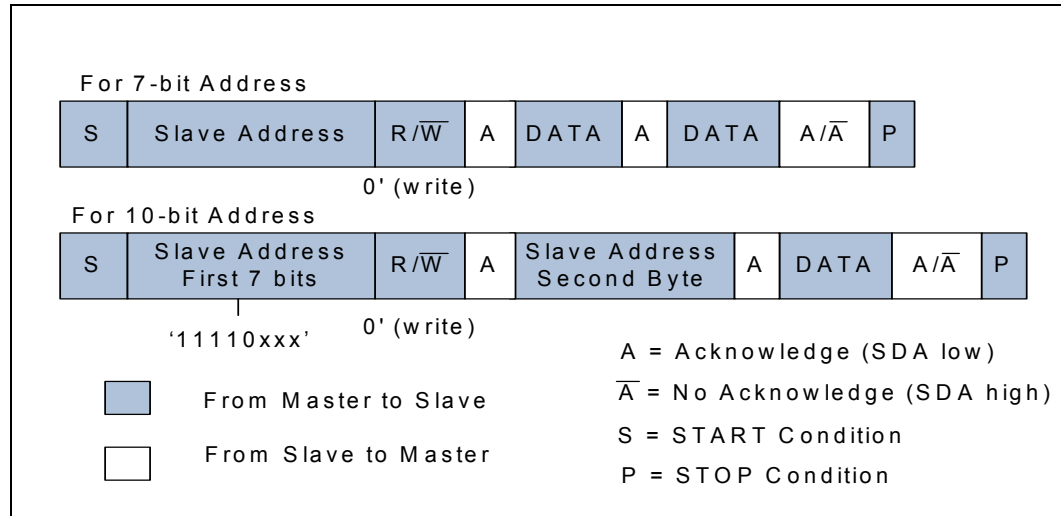 For 7-bit Address
S Slave Address R/W̅ A DATA A DATA A/A̅ P
0' (write)
For 10-bit Address
S Slave Address First 7 bits R/W̅ A Slave Address Second Byte A DATA A/A̅ P
'11110xxx' 0' (write)
From Master to Slave
From Slave to Master
A = Acknowledge (SDA low)
A̅ = No Acknowledge (SDA high)
S = START Condition
P = STOP Condition